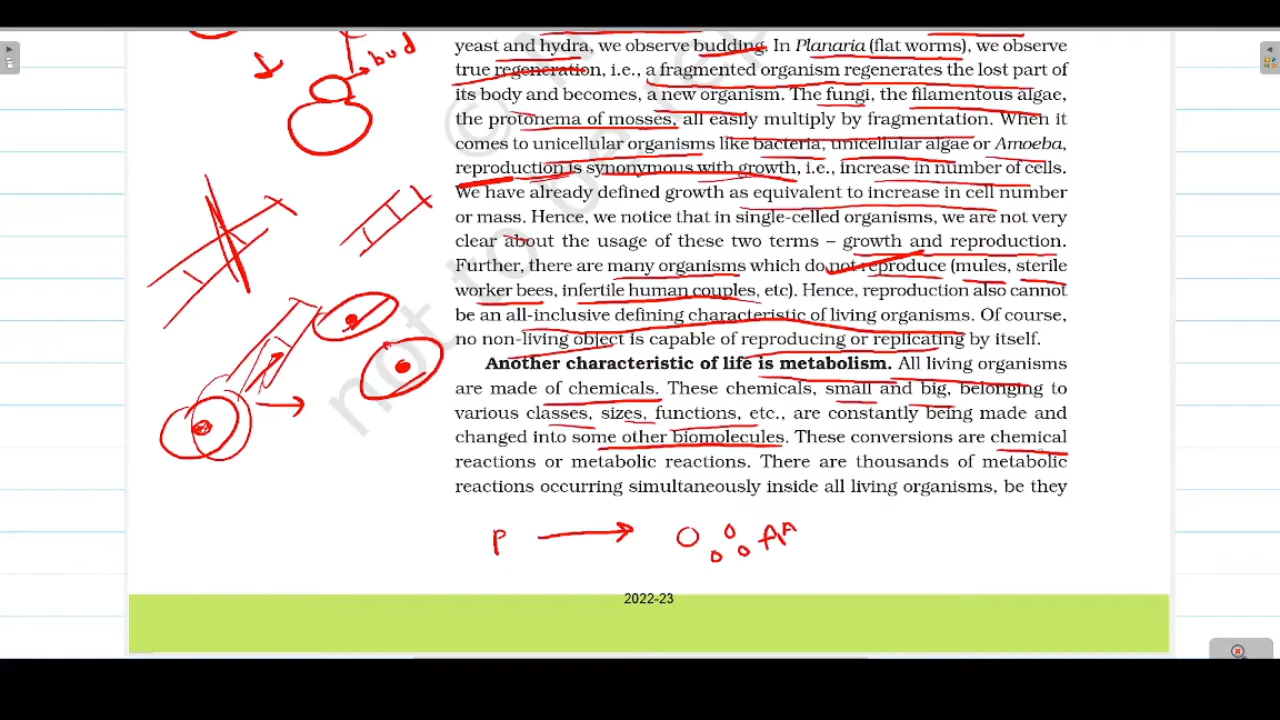 bud
yeast and hydra, we observe budding. In Planaria (flat worms), we observe
true regeneration, i.e., a fragmented organism regenerates the lost part of
its body and becomes, a new organism. The fungi, the filamentous algae,
the protonema of mosses, all easily multiply by fragmentation. When it
comes to unicellular organisms like bacteria, unicellular algae or Amoeba,
reproduction is synonymous with growth, i.e., increase in number of cells.
We have already defined growth as equivalent to increase in cell number
or mass. Hence, we notice that in single-celled organisms, we are not very
clear about the usage of these two terms – growth and reproduction.
Further, there are many organisms which do not reproduce (mules, sterile
worker bees, infertile human couples, etc). Hence, reproduction also cannot
be an all-inclusive defining characteristic of living organisms. Of course,
no non-living object is capable of reproducing or replicating by itself.
Another characteristic of life is metabolism. All living organisms
are made of chemicals. These chemicals, small and big, belonging to
various classes, sizes, functions, etc., are constantly being made and
changed into some other biomolecules. These conversions are chemical
reactions or metabolic reactions. There are thousands of metabolic
reactions occurring simultaneously inside all living organisms, be they
P AA
2022-23
not to be re